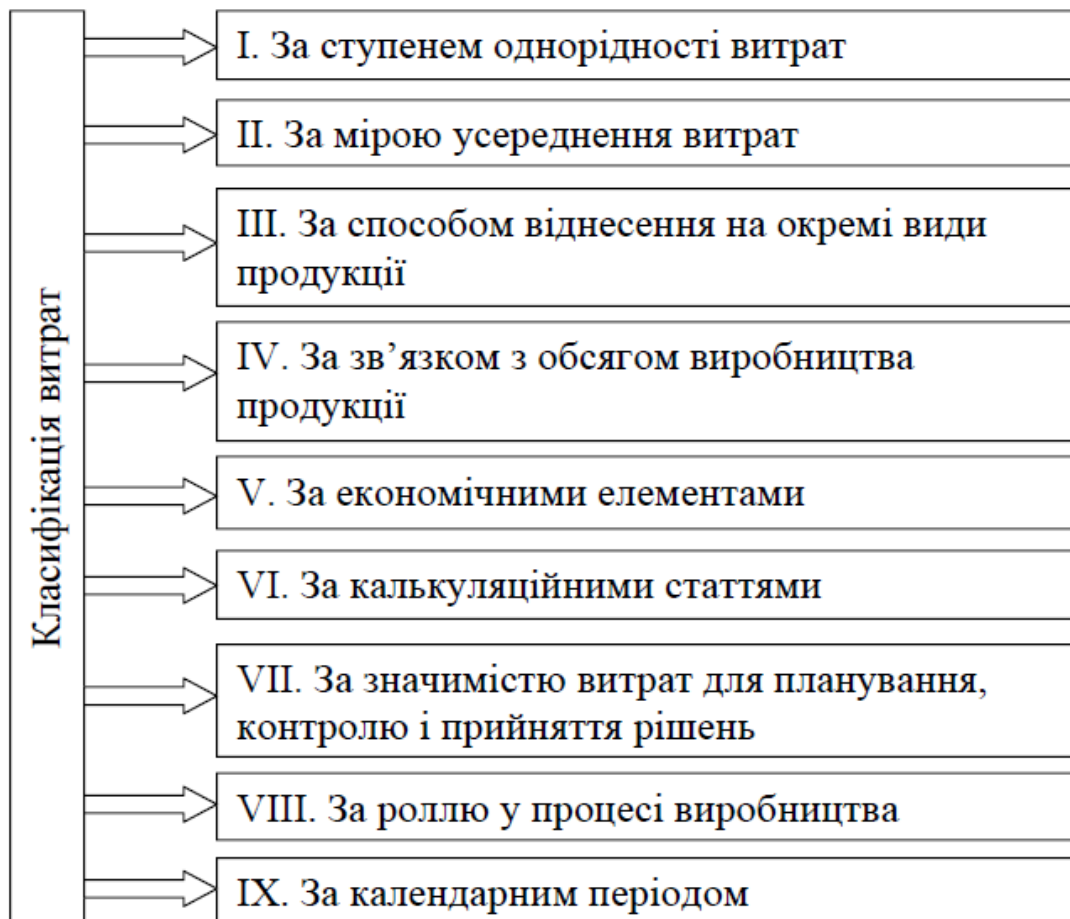 Класифікація витрат
I. За ступенем однорідності витрат
II. За мірою усереднення витрат
III. За способом віднесення на окремі види
продукції
IV. За зв’язком з обсягом виробництва
продукції
V. За економічними елементами
VI. За калькуляційними статтями
VII. За значимістю витрат для планування,
контролю і прийняття рішень
VIII. За роллю у процесі виробництва
IX. За календарним періодом